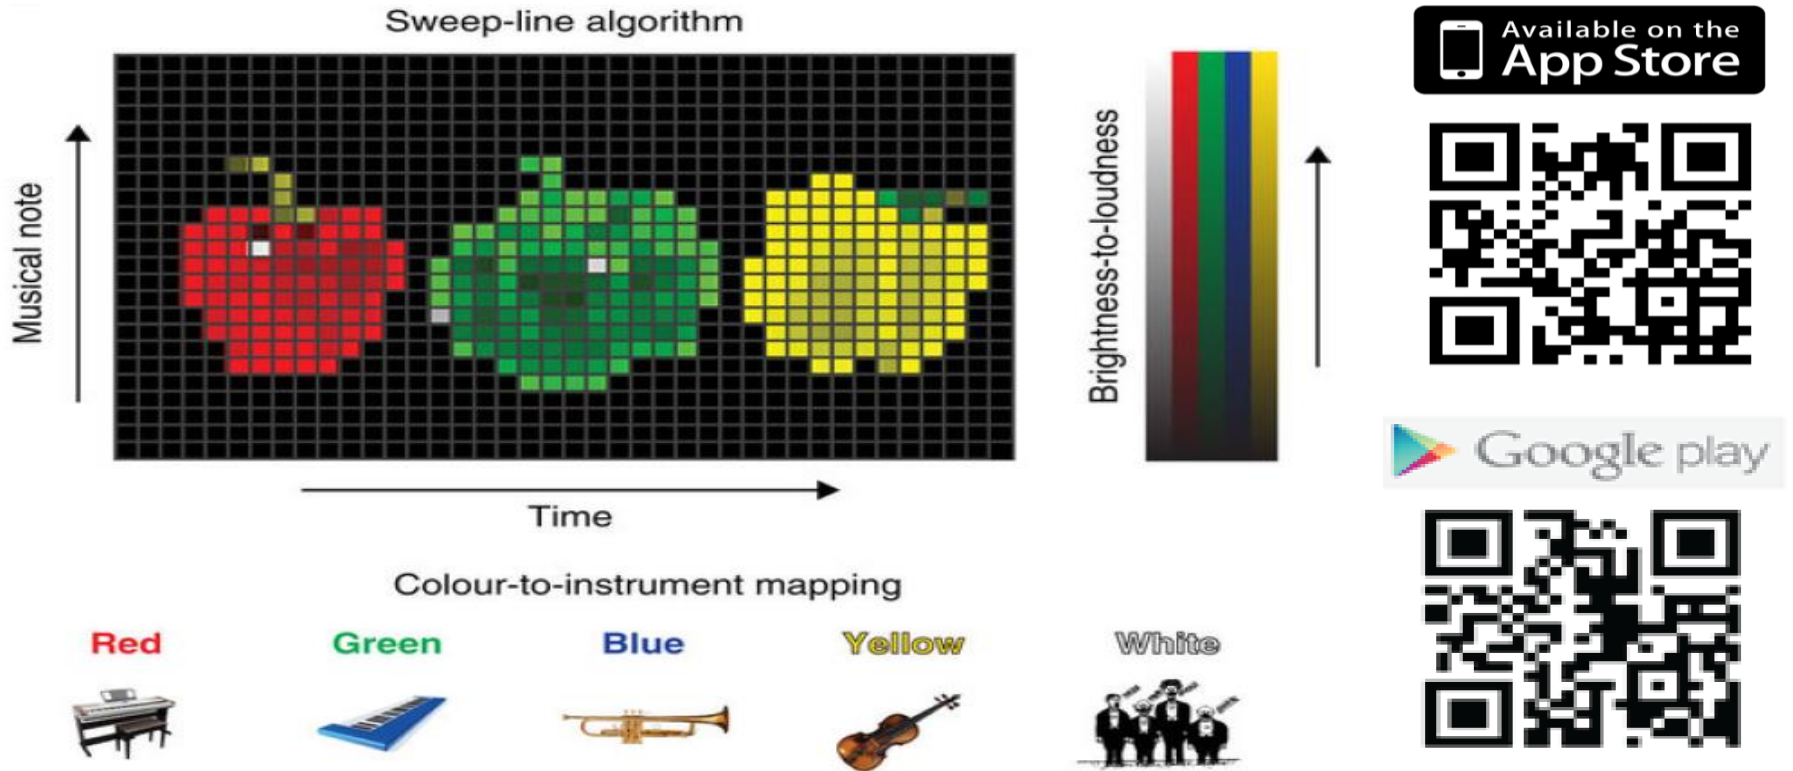 Sweep-line algorithm
Musical note
Time
Brightness-to-loudness
Available on the
App Store
Google play
Colour-to-instrument mapping
Red Green Blue Yellow White